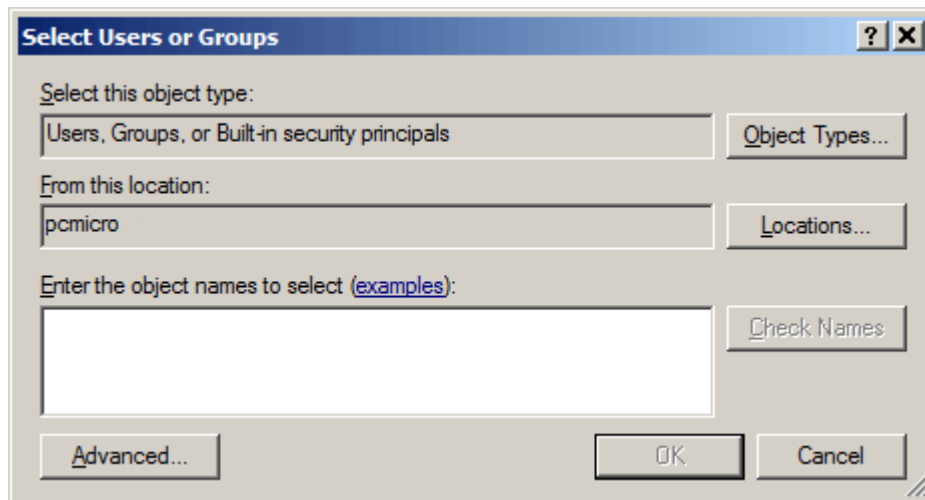 Select Users or Groups
Select this object type:
Users, Groups, or Built-in security principals
Object Types...
From this location:
pcmicro
Locations...
Enter the object names to select (examples):
Check Names
Advanced...
OK
Cancel